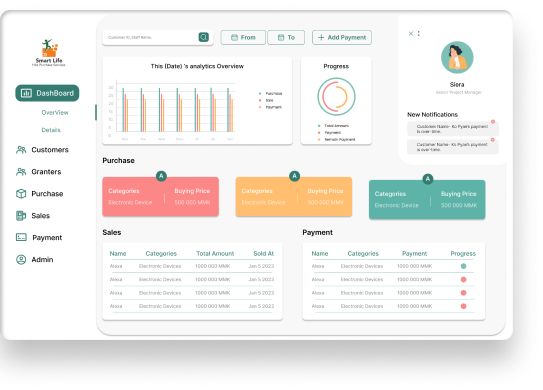 Smart Life
DashBoard
OverView
Details
Customers
Granters
Purchase
Sales
Payment
Admin
Customer ID, Staff Name,
From
To
+ Add Payment
This (Date) 's analytics Overview
Purchase
Sale
Payment
Progress
Total Amount
Payment
Remain Payment
Siera
Senior Project Manager
New Notifications
Customer Name- Ko Pyae's payment
is over time.
Customer Name- Ko Pyae's payment
is over time.
Purchase
A
Categories Buying Price
Electronic Device 500 000 MMK
A
Categories Buying Price
Electronic Device 500 000 MMK
A
Categories Buying Price
Electronic Device 500 000 MMK
Sales
Name Categories Total Amount Sold At
Alexa Electronic Devices 1000 000 MMK Jan 5 2023
Alexa Electronic Devices 1000 000 MMK Jan 5 2023
Alexa Electronic Devices 1000 000 MMK Jan 5 2023
Alexa Electronic Devices 1000 000 MMK Jan 5 2023
Payment
Name Categories Payment Progress
Alexa Electronic Devices 1000 000 MMK
Alexa Electronic Devices 1000 000 MMK
Alexa Electronic Devices 1000 000 MMK
Alexa Electronic Devices 1000 000 MMK